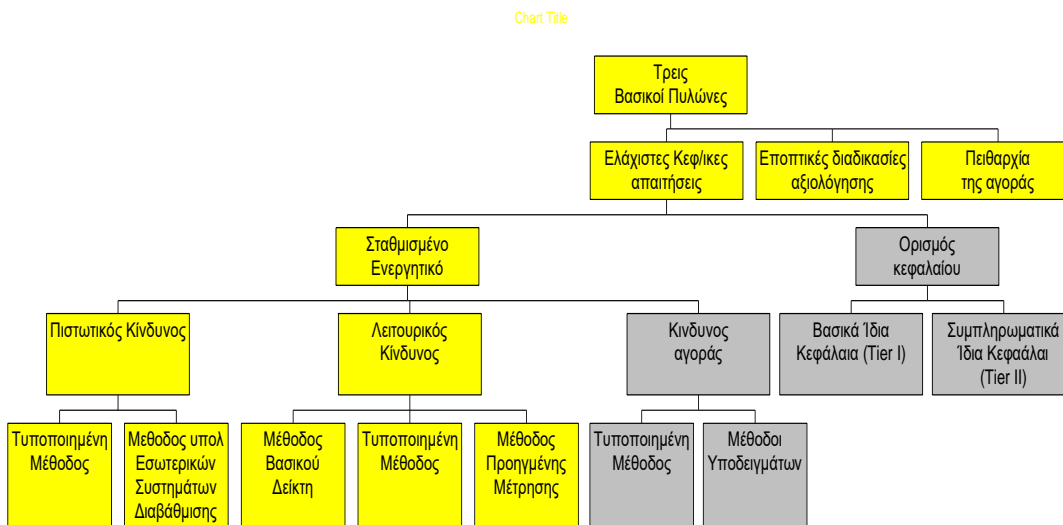 Chart Title
Τρεις
Βασικοί Πυλώνες
Ελάχιστες Κεφ/ικες
απαιτήσεις
Εποπτικές διαδικασίες
αξιολόγησης
Πειθαρχία
της αγοράς
Σταθμισμένο
Ενεργητικό
Ορισμός
κεφαλαίου
Πιστωτικός Κίνδυνος
Λειτουρικός
Κίνδυνος
Κινδυνος
αγοράς
Βασικά Ίδια
Κεφάλαια (Tier I)
Συμπληρωματικά
Ίδια Κεφαάλαι
(Tier II)
Τυποποιημένη
Μέθοδος
Μεθοδος υπολ
Εσωτερικών
Συστημάτων
Διαβάθμισης
Μέθοδος
Βασικού
Δείκτη
Τυποποιημένη
Μέθοδος
Μέθοδος
Προηγμένης
Μέτρησης
Τυποποιημένη
Μέθοδος
Μέθοδοι
Υποδειγμάτων